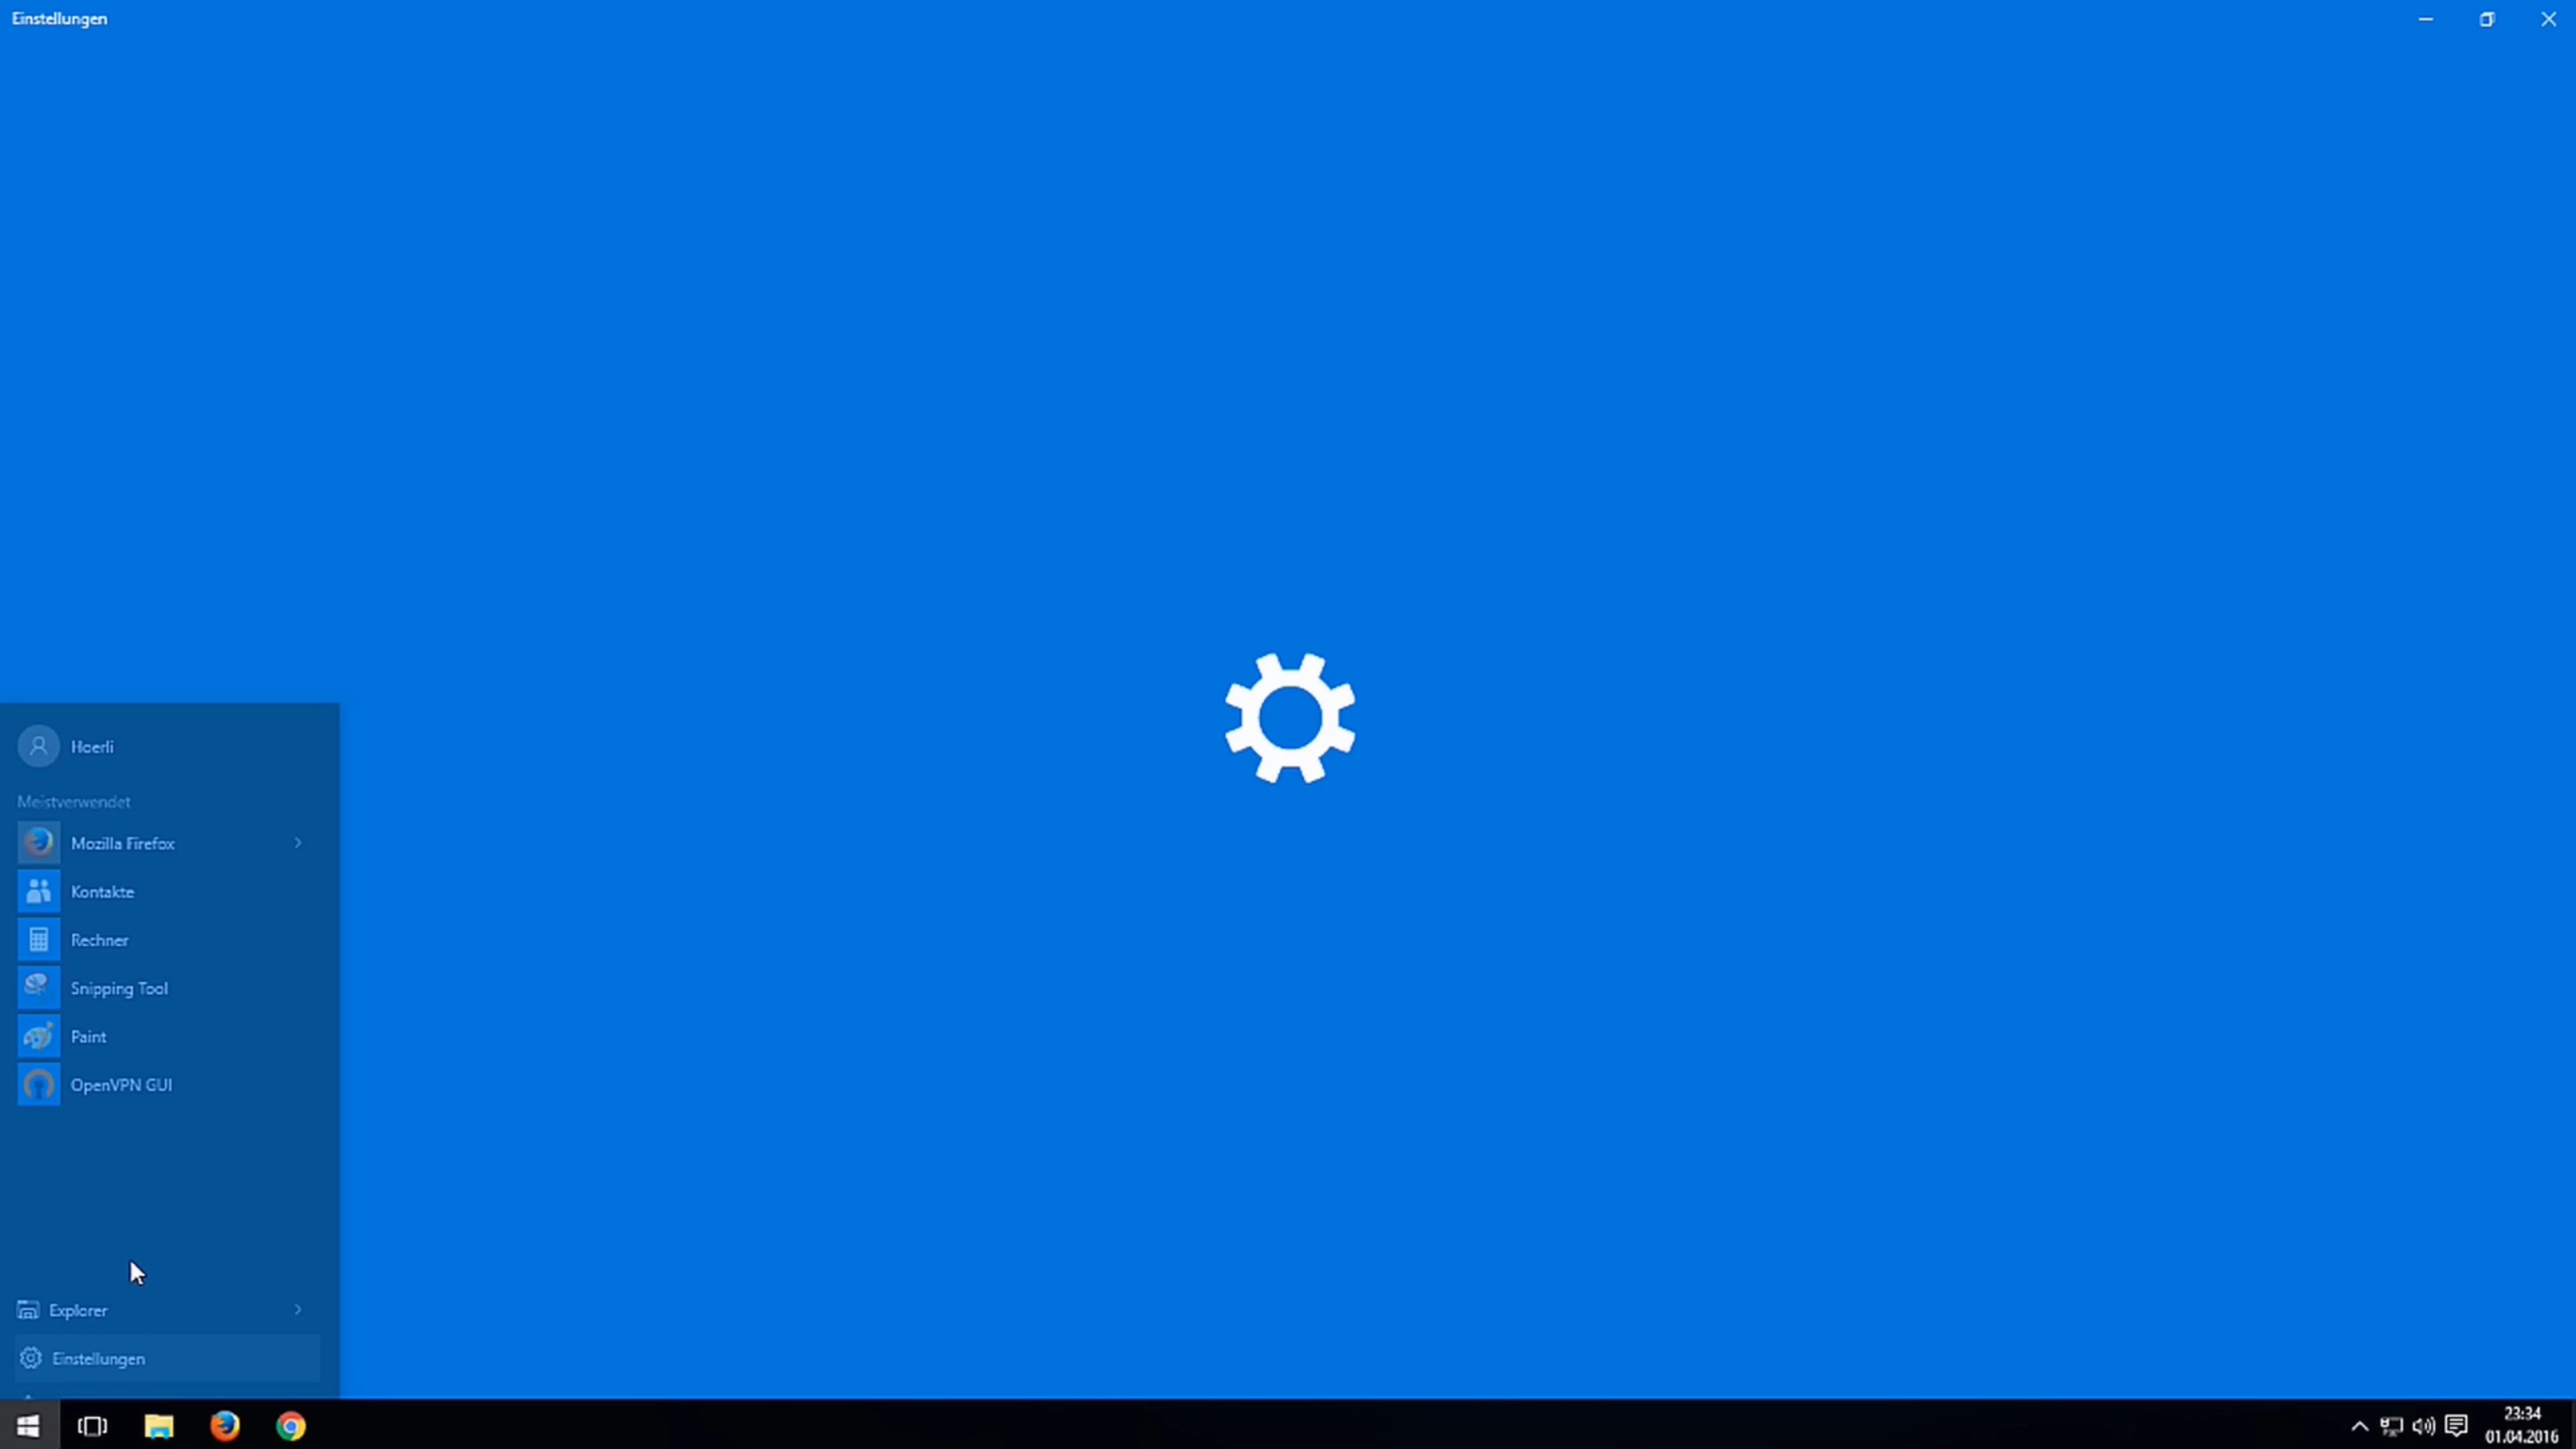 Einstellungen
Hoerli
Meistverwendet
Mozilla Firefox
Kontakte
Rechner
Snipping Tool
Paint
OpenVPN GUI
Explorer
Einstellungen
23:34
01.04.2016